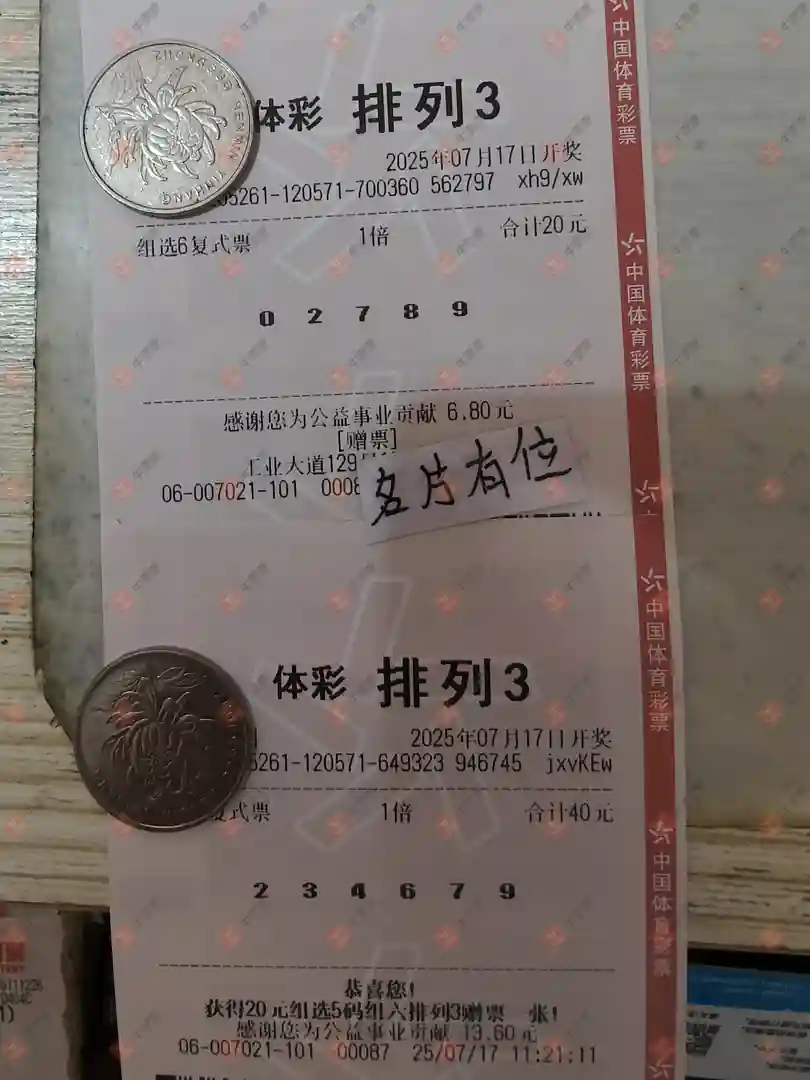 体彩 排列3
2025年07月17日开奖
05261-120571-700360 562797 xh9/xw
组选6复式票 1倍 合计20元
0 2 7 8 9
感谢您为公益事业贡献 6.80元
[赠票]
工业大道129
06-007021-101 0008
名片有位
体彩 排列3
2025年07月17日开奖
5261-120571-649323 946745 jxvKEw
复式票 1倍 合计40元
2 3 4 6 7 9
恭喜您!
获得20元组选5码组六排列3赠票一张!
感谢您为公益事业贡献 13.60元
06-007021-101 00087 25/07/17 11:21:11
中国体育彩票
中国体育彩票
中国体育彩票
中国体育彩票